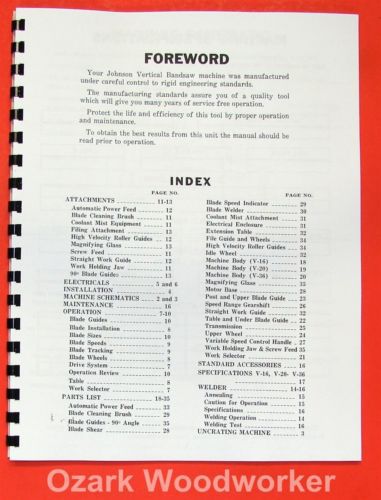 FOREWORD
Your Johnson Vertical Bandsaw machine was manufactured
under careful control to rigid engineering standards.
The manufacturing standards assure you of a quality tool
which will give you many years of service free operation.
Protect the life and efficiency of this tool by proper operation
and maintenance.
To obtain the best results from this unit the manual should be
read prior to operation.
INDEX
PAGE NO.
ATTACHMENTS 11-13
Automatic Power Feed 12
Blade Cleaning Brush 11
Coolant Mist Equipment 11
Filing Attachment 13
High Velocity Roller Guides 12
Magnifying Glass 13
Screw Feed 11
Straight Work Guide 12
Work Holding Jaw 11
90° Blade Guides 13
ELECTRICALS 5 and 6
INSTALLATION 4
MACHINE SCHEMATICS 2 and 3
MAINTENANCE 16
OPERATION 7-10
Blade Guides 10
Blade Installation 8
Blade Sizes 10
Blade Speeds 9
Blade Tracking 9
Blade Wheels 8
Drive System 7
Operation Review 10
Table 8
Work Selector 7
PARTS LIST 18-35
Automatic Power Feed 33
Blade Cleaning Brush 29
Blade Guides - 90° Angle 35
Blade Shear 28
PAGE NO.
Blade Speed Indicator 29
Blade Welder 30
Coolant Mist Attachment 31
Electrical Enclosure 31
Extension Table 32
File Guide and Wheels 34
High Velocity Roller Guides 34
Idle Wheel 32
Machine Body (V-16) 18
Machine Body (V-20) 19
Machine Body (V-36) 20
Magnifying Glass 35
Motor Base 28
Post and Upper Blade Guide 23
Speed Range Gearshift 26
Straight Work Guide 32
Table and Under Blade Guide 22
Transmission 25
Upper Wheel 24
Variable Speed Control Handle 27
Work Holding Jaw & Screw Feed 35
Work Selector 21
STANDARD ACCESSORIES 16
SPECIFICATIONS V-16, V-20- V-36
17
WELDER 14-16
Annealing 15
Caution for Operation 15
Specifications 16
Welding Operation 14
Welding Test 16
UNCRATING MACHINE 3
Ozark Woodworker